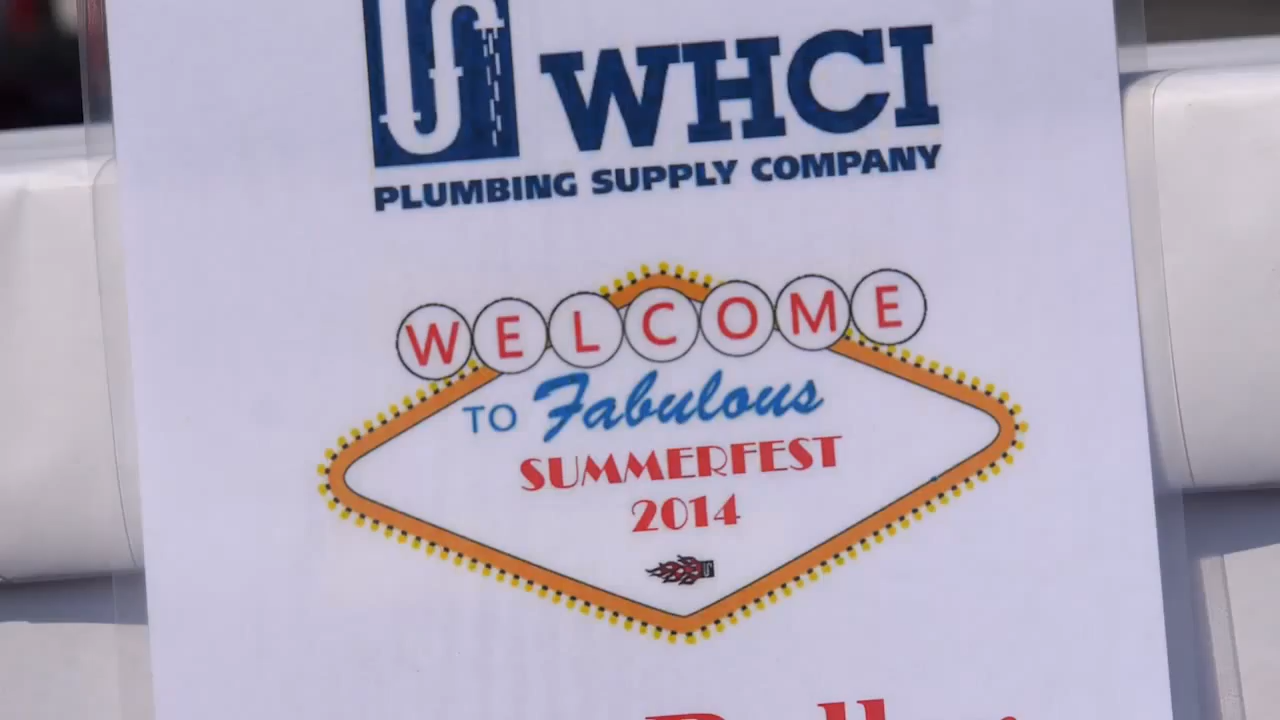 WHCI
PLUMBING SUPPLY COMPANY
WELCOME
TO Fabulous
SUMMERFEST
2014